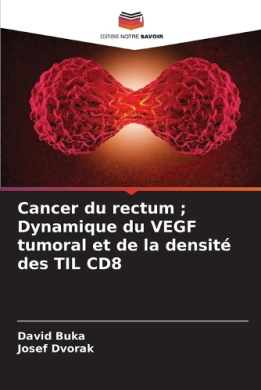 EDITIONS NOTRE SAVOIR
Cancer du rectum ;
Dynamique du VEGF
tumoral et de la densité
des TIL CD8
David Buka
Josef Dvorak